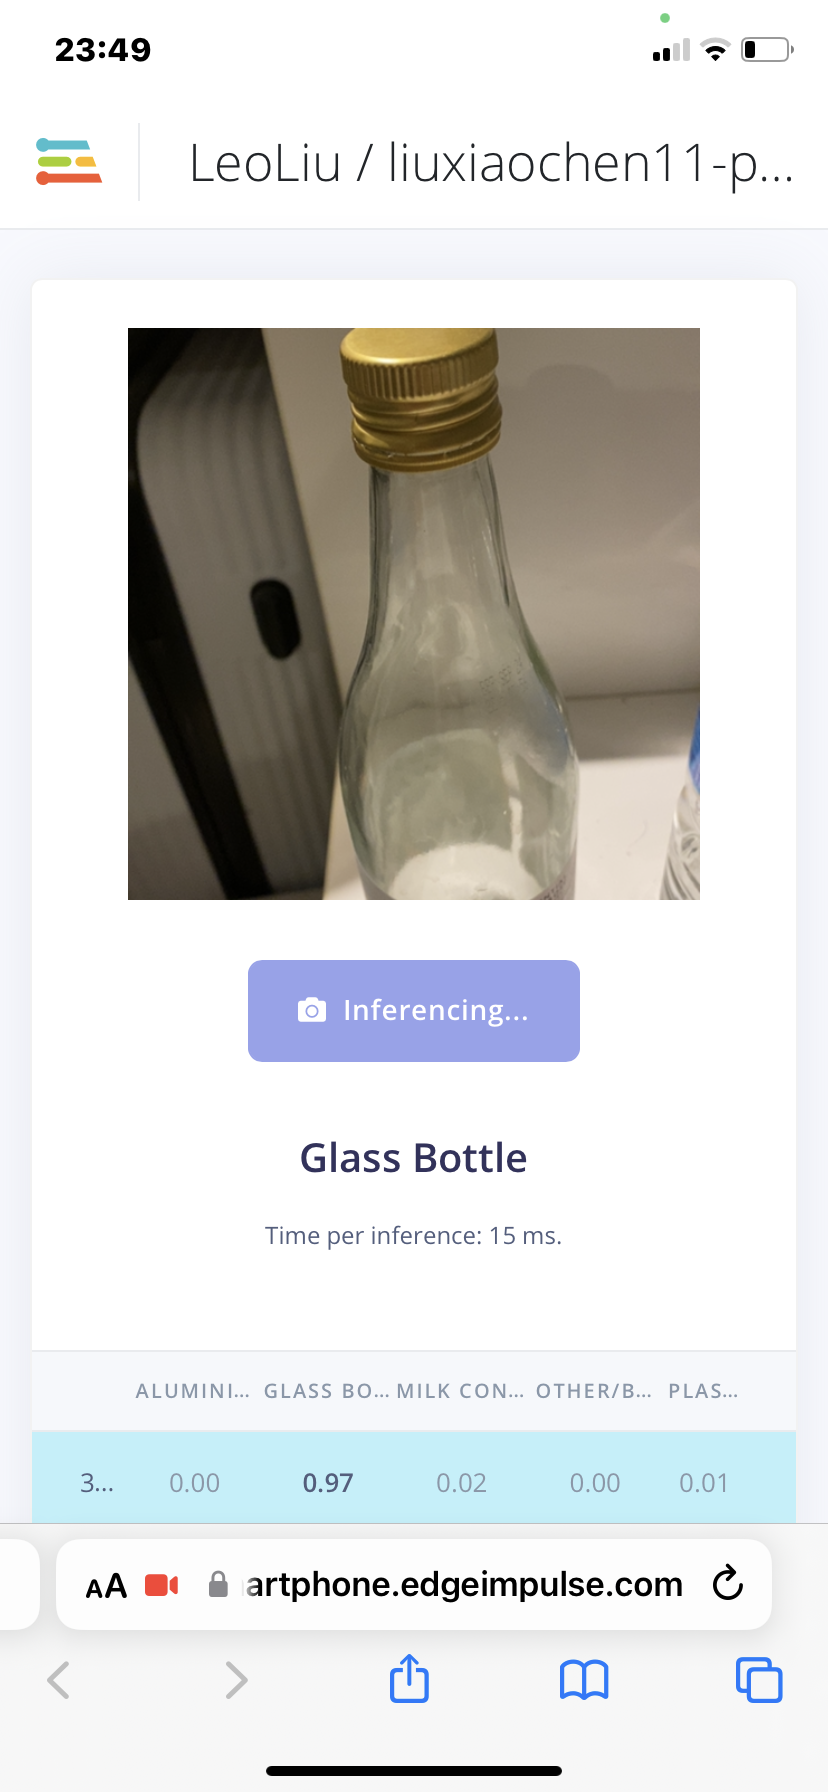 23:49
LeoLiu / liuxiaochen11-p...
Inferencing...
Glass Bottle
Time per inference: 15 ms.
ALUMINI... GLASS BO... MILK CON... OTHER/B... PLAS...
3... 0.00 0.97 0.02 0.00 0.01
AA artphone.edgeimpulse.com